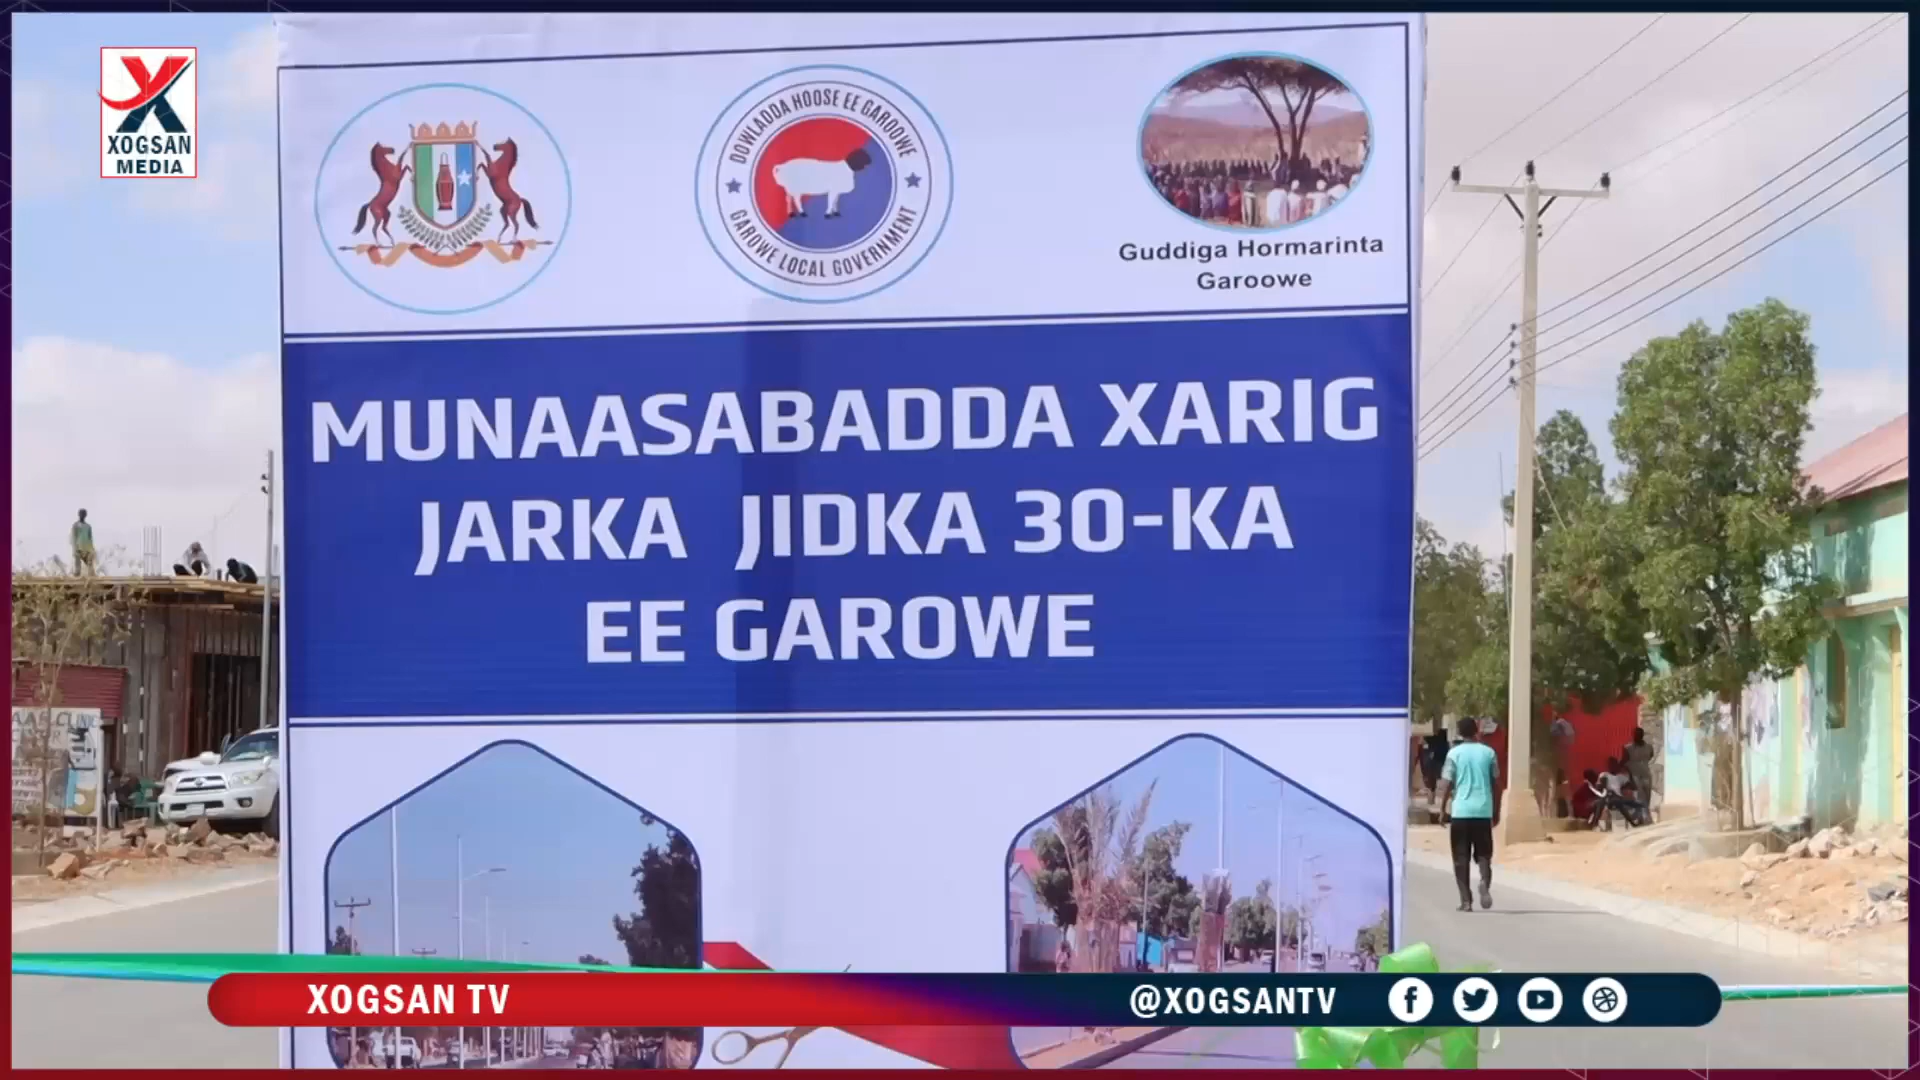 XOGSAN
MEDIA
DOWLADDA HOOSE EE GAROOWE
GAROWE LOCAL GOVERNMENT
Guddiga Hormarinta
Garoowe
MUNAASABADDA XARIG
JARKA JIDKA 30-KA
EE GAROWE
CLINIC
XOGSAN TV
@XOGSANTV